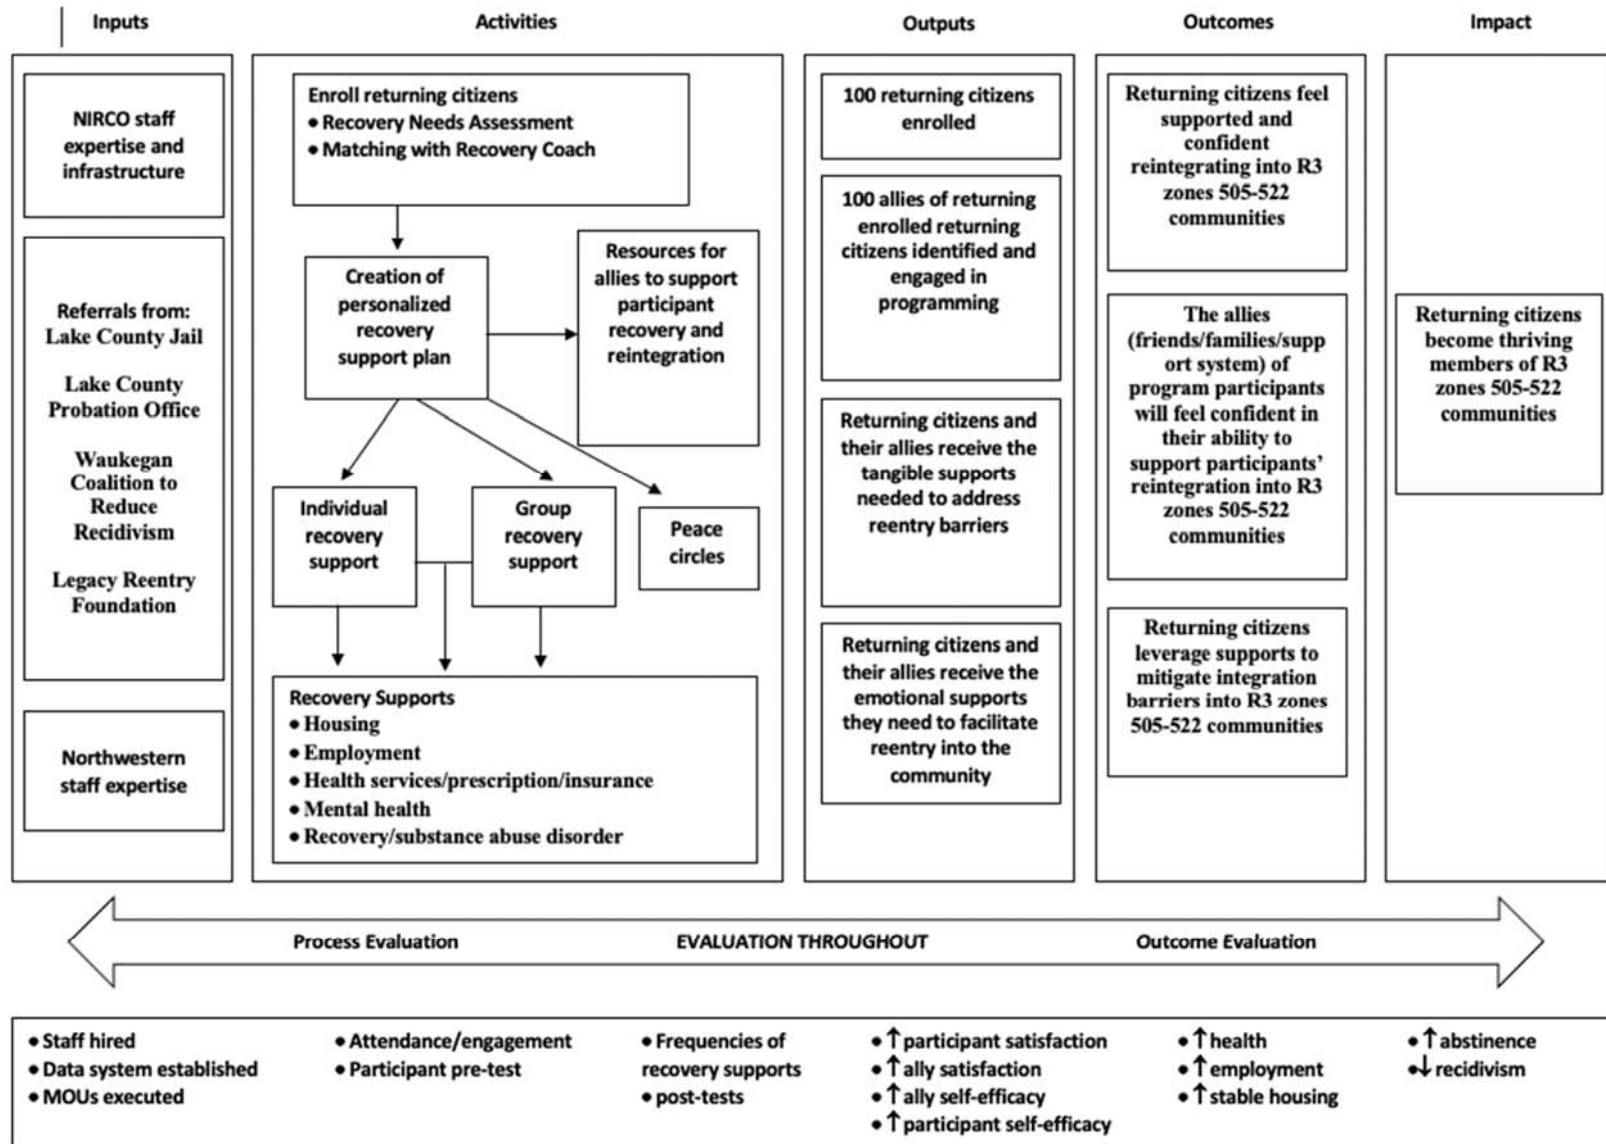 Inputs
Activities
Outputs
Outcomes
Impact
NIRCO staff
expertise and
infrastructure
Referrals from:
Lake County Jail
Lake County
Probation Office
Waukegan
Coalition to
Reduce
Recidivism
Legacy Reentry
Foundation
Northwestern
staff expertise
Enroll returning citizens
• Recovery Needs Assessment
• Matching with Recovery Coach
Creation of
personalized
recovery
support plan
Resources for
allies to support
participant
recovery and
reintegration
Individual
recovery
support
Group
recovery
support
Peace
circles
Recovery Supports
• Housing
• Employment
• Health services/prescription/insurance
• Mental health
• Recovery/substance abuse disorder
100 returning citizens
enrolled
100 allies of returning
enrolled returning
citizens identified and
engaged in
programming
Returning citizens and
their allies receive the
tangible supports
needed to address
reentry barriers
Returning citizens and
their allies receive the
emotional supports
they need to facilitate
reentry into the
community
Returning citizens feel
supported and
confident
reintegrating into R3
zones 505-522
communities
The allies
(friends/families/supp
ort system) of
program participants
will feel confident in
their ability to
support participants’
reintegration into R3
zones 505-522
communities
Returning citizens
leverage supports to
mitigate integration
barriers into R3 zones
505-522 communities
Returning citizens
become thriving
members of R3
zones 505-522
communities
Process Evaluation
EVALUATION THROUGHOUT
Outcome Evaluation
• Staff hired
• Data system established
• MOUs executed
• Attendance/engagement
• Participant pre-test
• Frequencies of
recovery supports
• post-tests
• ↑participant satisfaction
• ↑ally satisfaction
• ↑ally self-efficacy
• ↑participant self-efficacy
• ↑health
• ↑employment
• ↑stable housing
• ↑abstinence
• ↓recidivism